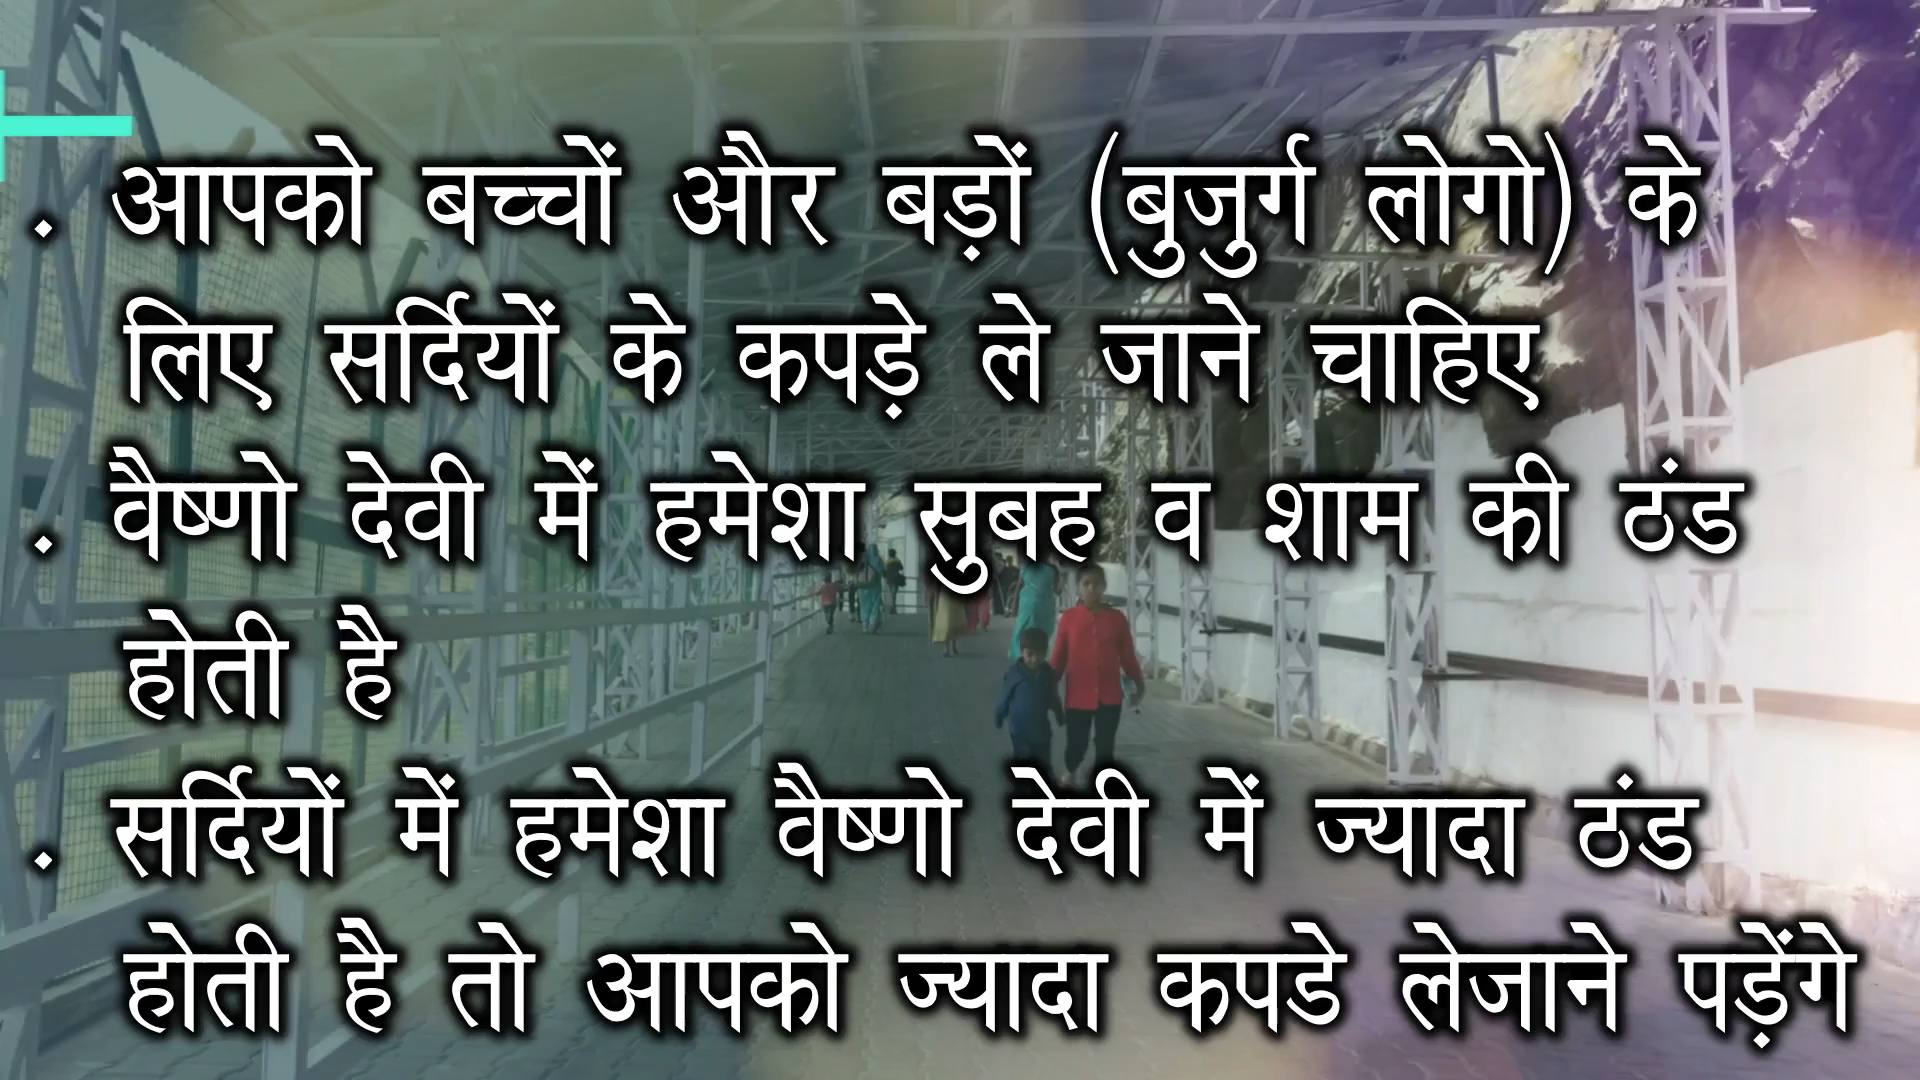 . आपको बच्चों और बड़ों (बुजुर्ग लोगो) के
लिए सर्दियों के कपड़े ले जाने चाहिए
. वैष्णो देवी में हमेशा सुबह व शाम की ठंड
होती है
. सर्दियों में हमेशा वैष्णो देवी में ज्यादा ठंड
होती है तो आपको ज्यादा कपडे लेजाने पड़ेंगे